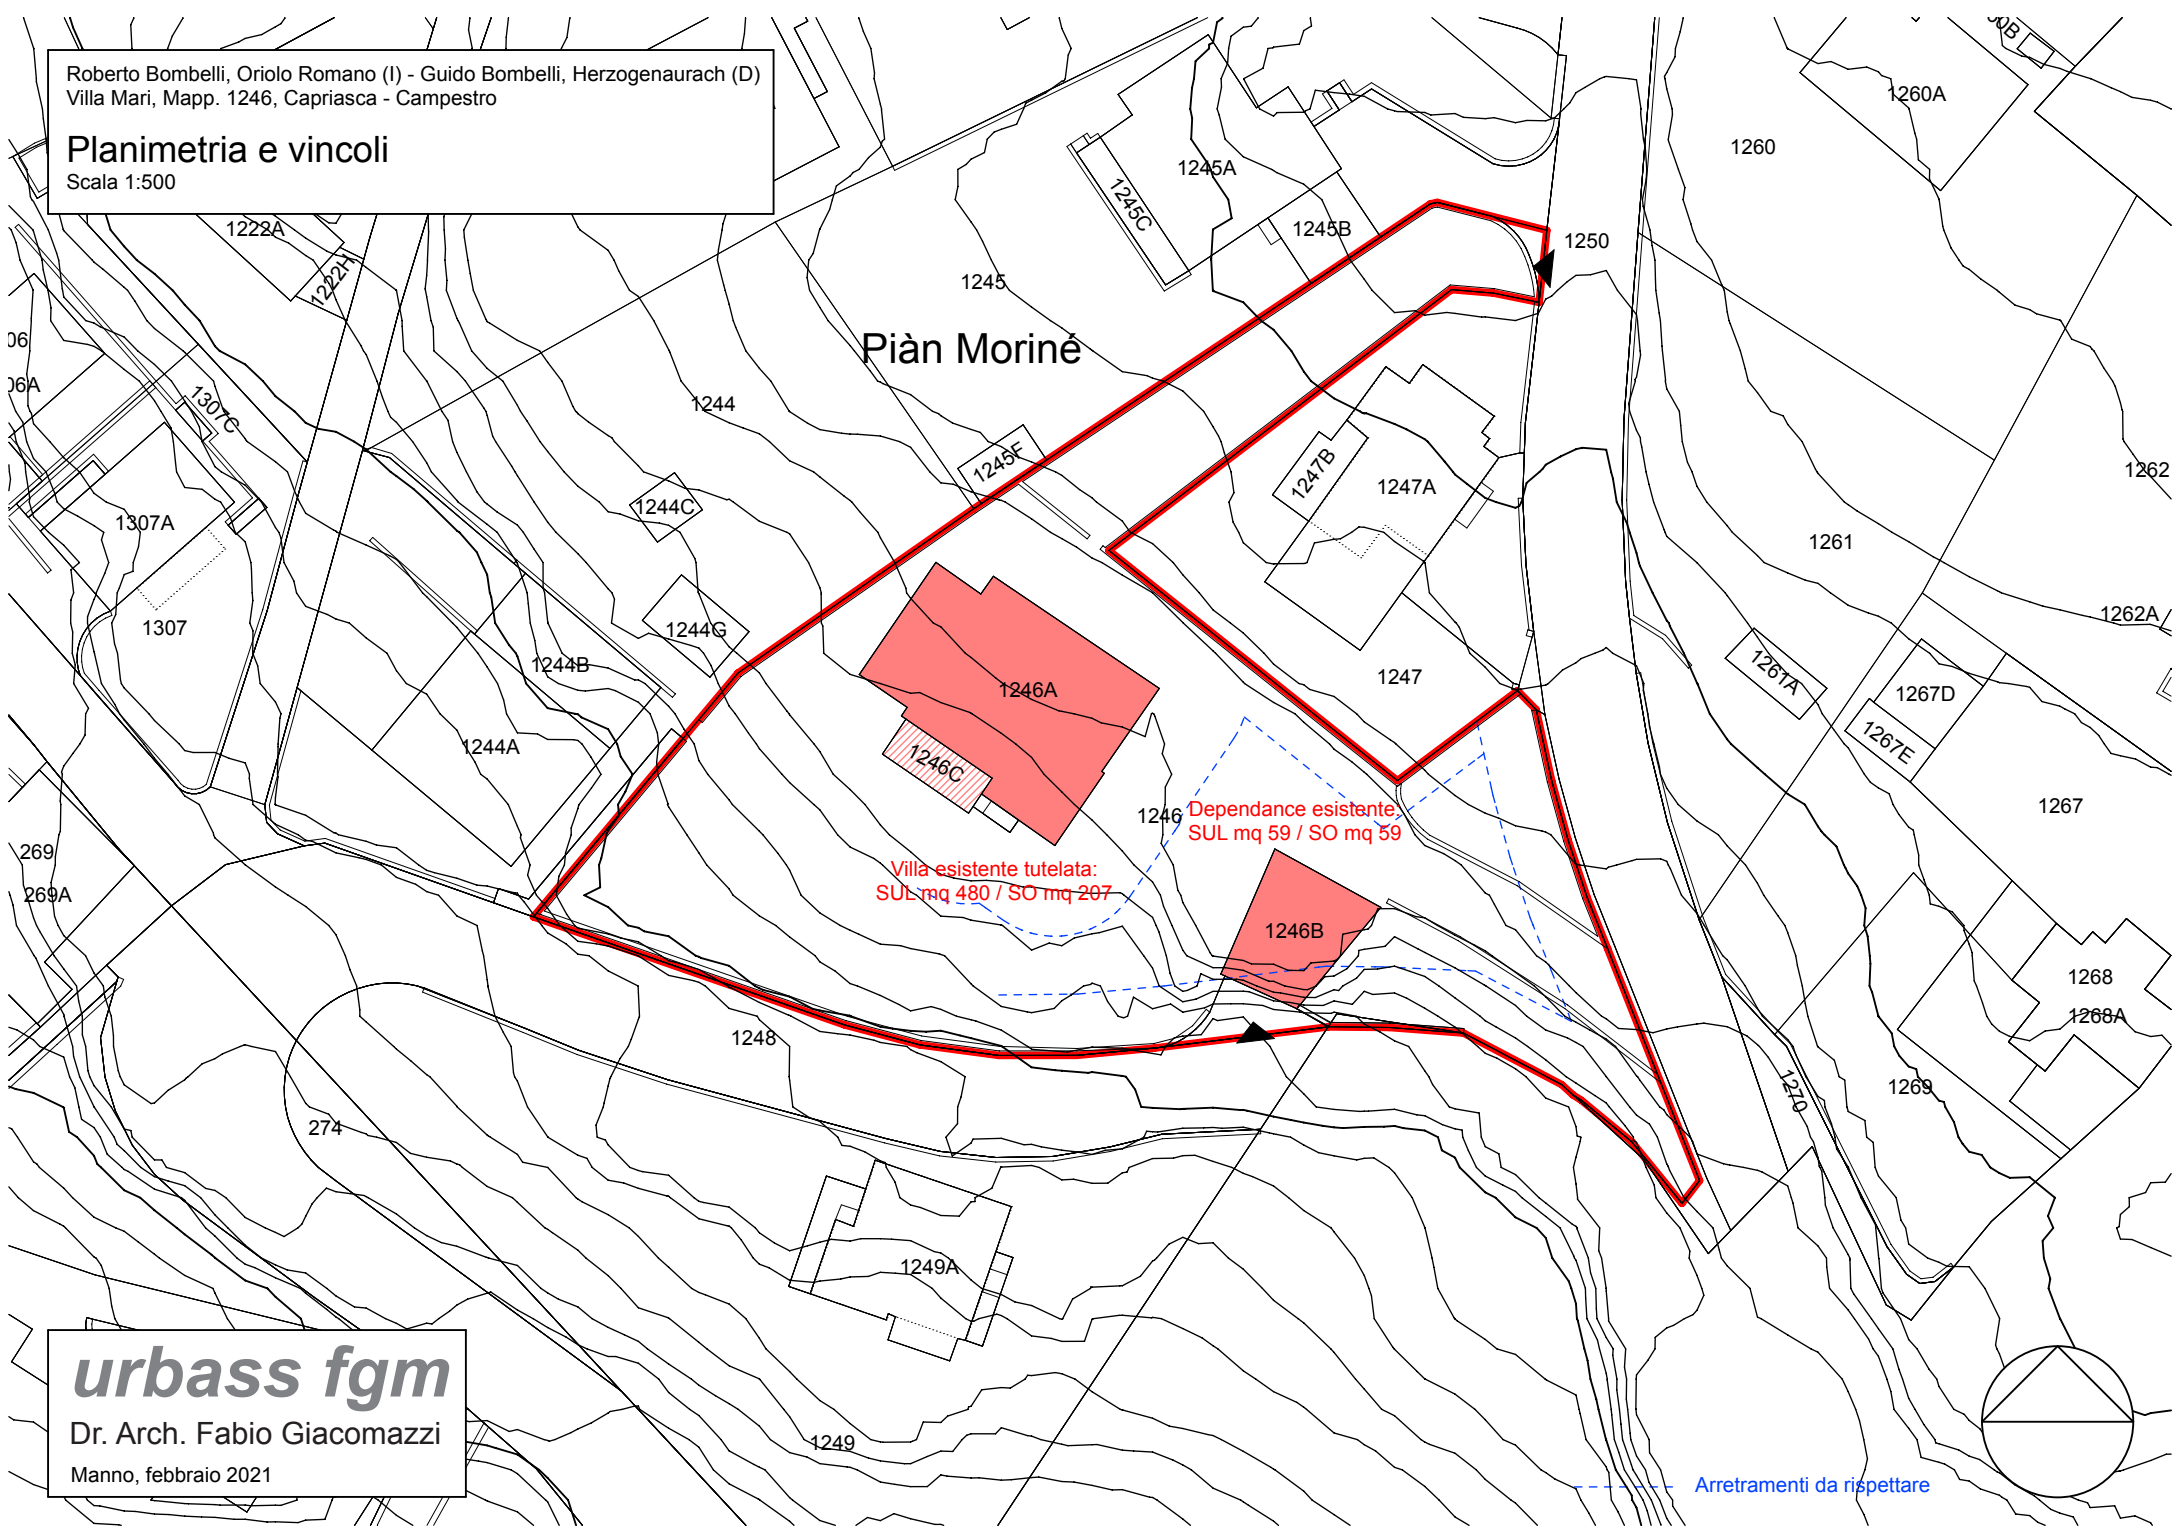 Roberto Bombelli, Oriolo Romano (I) - Guido Bombelli, Herzogenaurach (D)
Villa Mari, Mapp. 1246, Capriasca - Campestro
Planimetria e vincoli
Scala 1:500
1260A
1260
1245A
1245C
1245B
1222A
1222H
1250
1245
Piàn Moriné
06
06A
1307C
1244
1245F
1247B
1247A
1262
1244C
1307A
1261
1262A
1307
1244G
1244B
1247
1246A
1261A
1267D
1267E
1244A
1246C
1267
1246
Dependance esistente:
SUL mq 59 / SO mq 59
269
269A
Villa esistente tutelata:
SUL mq 480 / SO mq 207
1246B
1268
1268A
1248
1270
1269
274
1249A
urbass fgm
Dr. Arch. Fabio Giacomazzi
Manno, febbraio 2021
1249
Arretramenti da rispettare